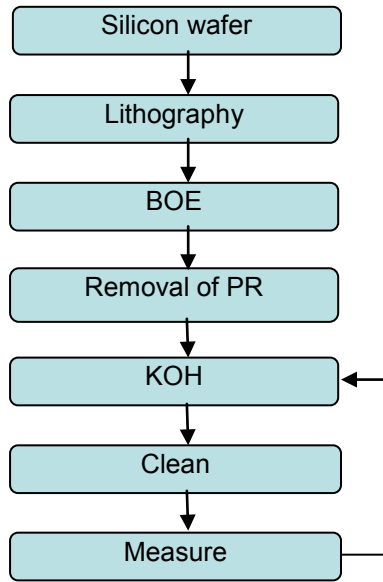 Silicon wafer
Lithography
BOE
Removal of PR
KOH
Clean
Measure